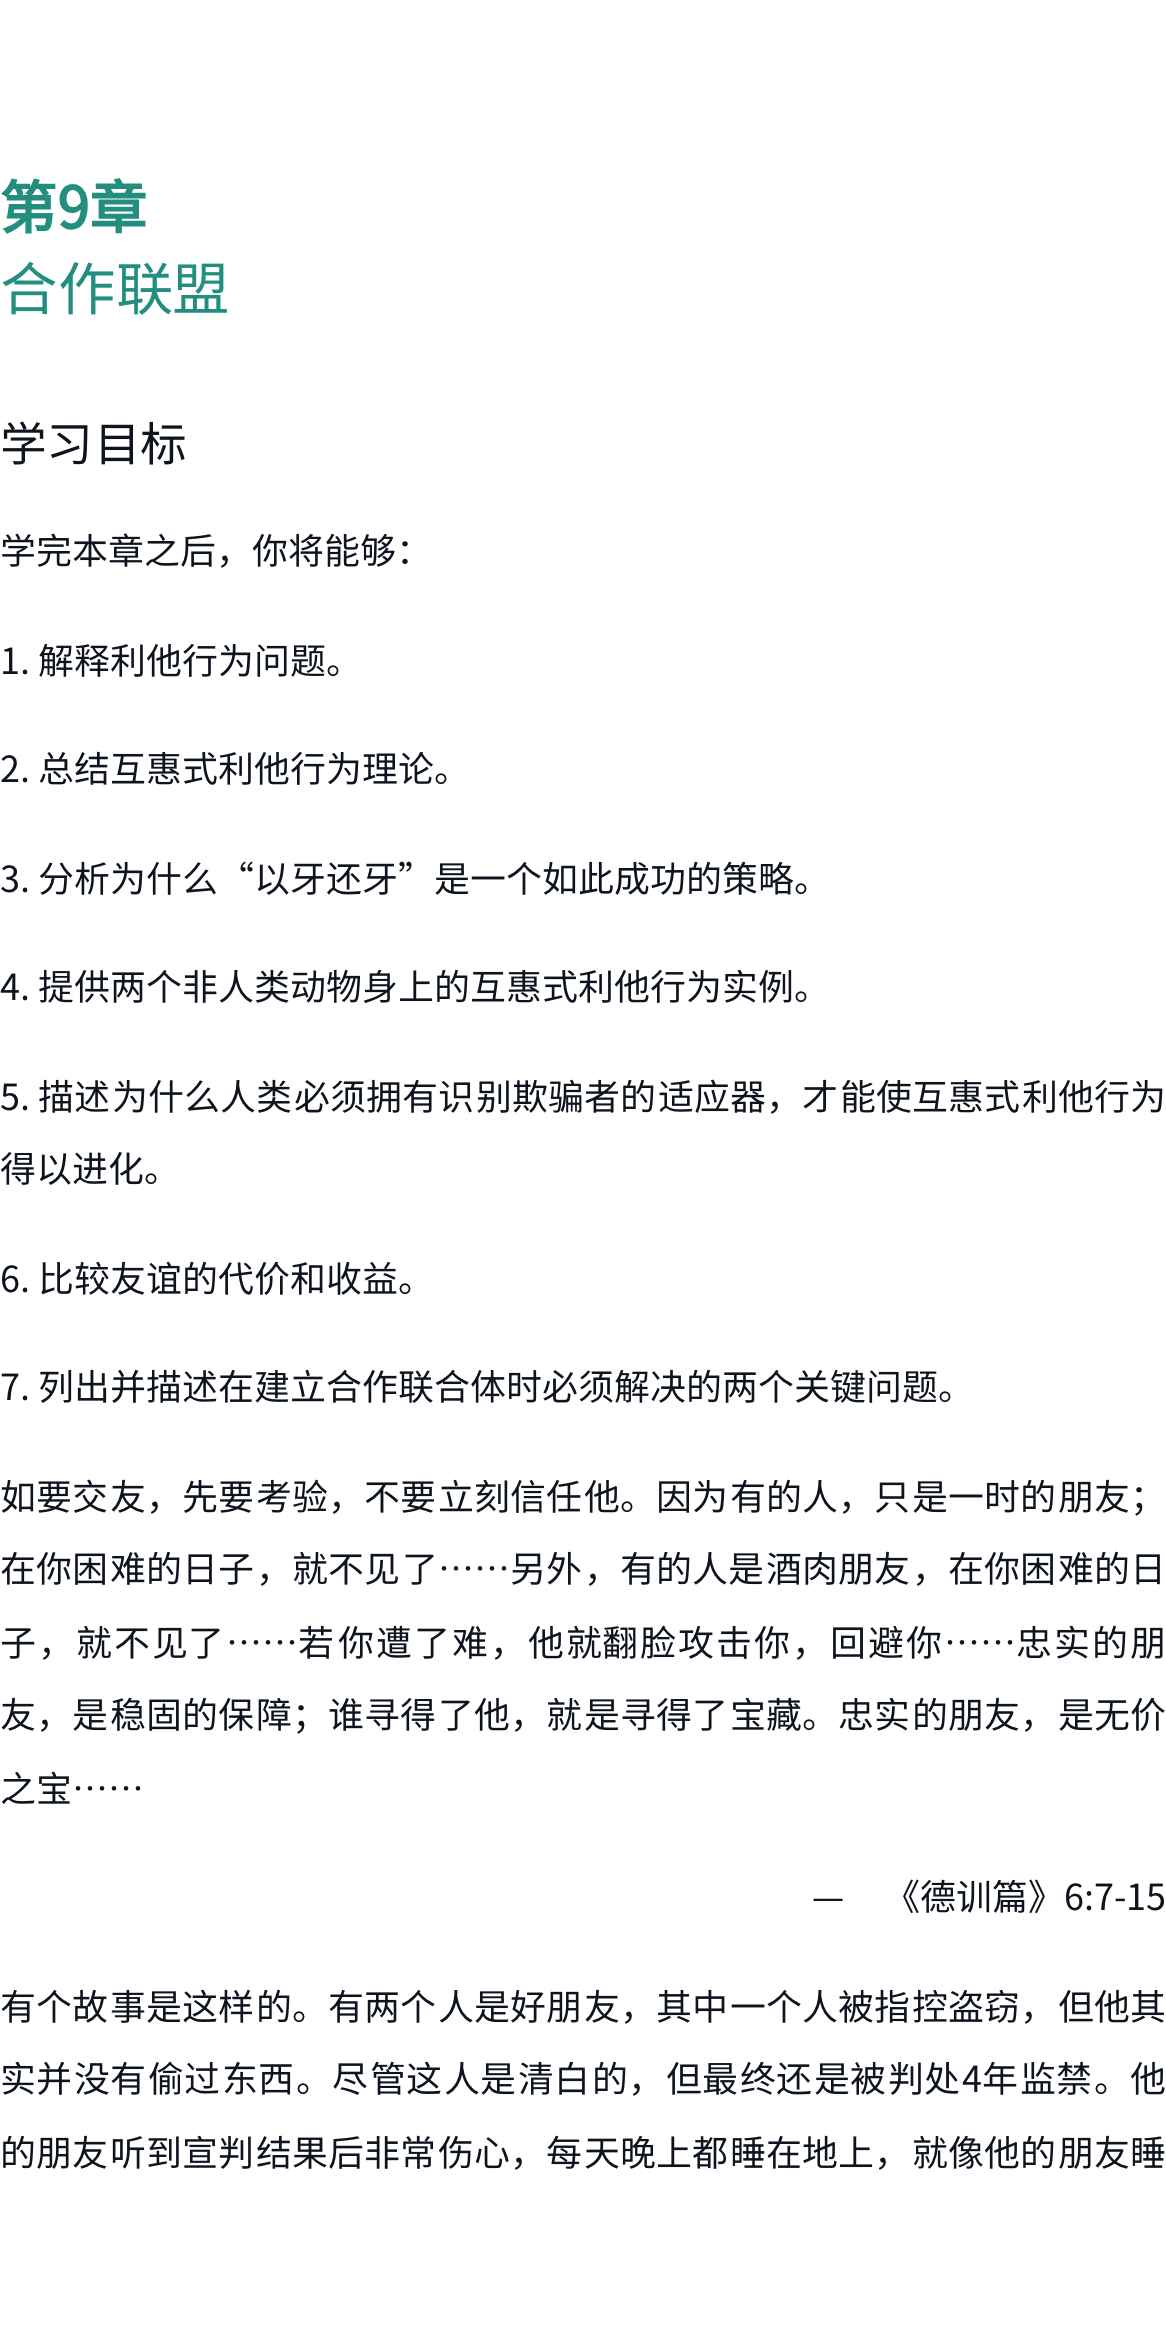 第9章
合作联盟
学习目标
学完本章之后，你将能够：
1. 解释利他行为问题。
2. 总结互惠式利他行为理论。
3. 分析为什么“以牙还牙”是一个如此成功的策略。
4. 提供两个非人类动物身上的互惠式利他行为实例。
5. 描述为什么人类必须拥有识别欺骗者的适应器，才能使互惠式利他行为
得以进化。
6. 比较友谊的代价和收益。
7. 列出并描述在建立合作联合体时必须解决的两个关键问题。
如要交友，先要考验，不要立刻信任他。因为有的人，只是一时的朋友；
在你困难的日子，就不见了……另外，有的人是酒肉朋友，在你困难的日
子，就不见了……若你遭了难，他就翻脸攻击你，回避你……忠实的朋
友，是稳固的保障；谁寻得了他，就是寻得了宝藏。忠实的朋友，是无价
之宝……
— 《德训篇》6:7-15
有个故事是这样的。有两个人是好朋友，其中一个人被指控盗窃，但他其
实并没有偷过东西。尽管这人是清白的，但最终还是被判处4年监禁。他
的朋友听到宣判结果后非常伤心，每天晚上都睡在地上，就像他的朋友睡